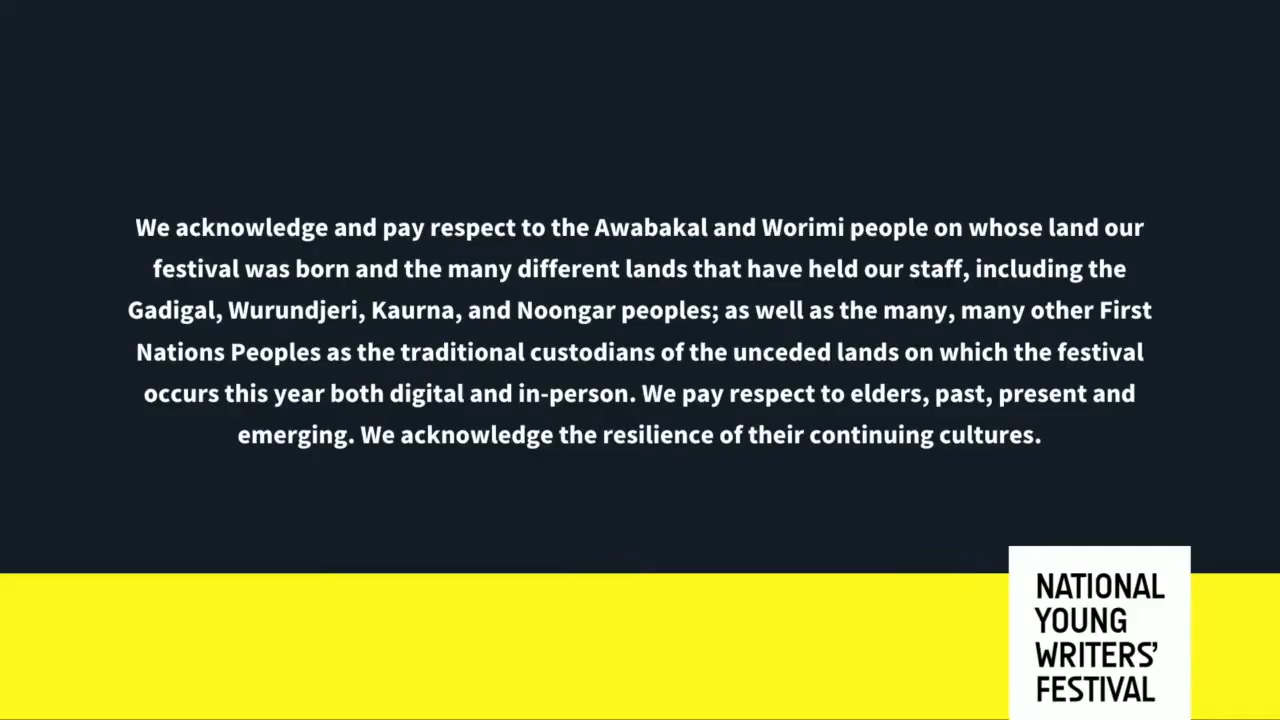 We acknowledge and pay respect to the Awabakal and Worimi people on whose land our
festival was born and the many different lands that have held our staff, including the
Gadigal, Wurundjeri, Kaurna, and Noongar peoples; as well as the many, many other First
Nations Peoples as the traditional custodians of the unceded lands on which the festival
occurs this year both digital and in-person. We pay respect to elders, past, present and
emerging. We acknowledge the resilience of their continuing cultures.
NATIONAL
YOUNG
WRITERS’
FESTIVAL